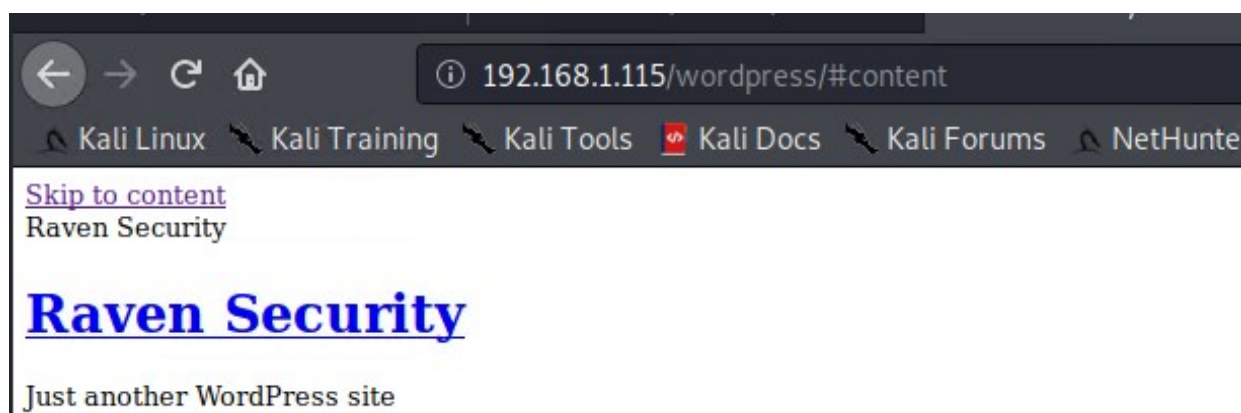 192.168.1.115/wordpress/#content
Kali Linux Kali Training Kali Tools Kali Docs Kali Forums NetHunte
Skip to content
Raven Security
Raven Security
Just another WordPress site